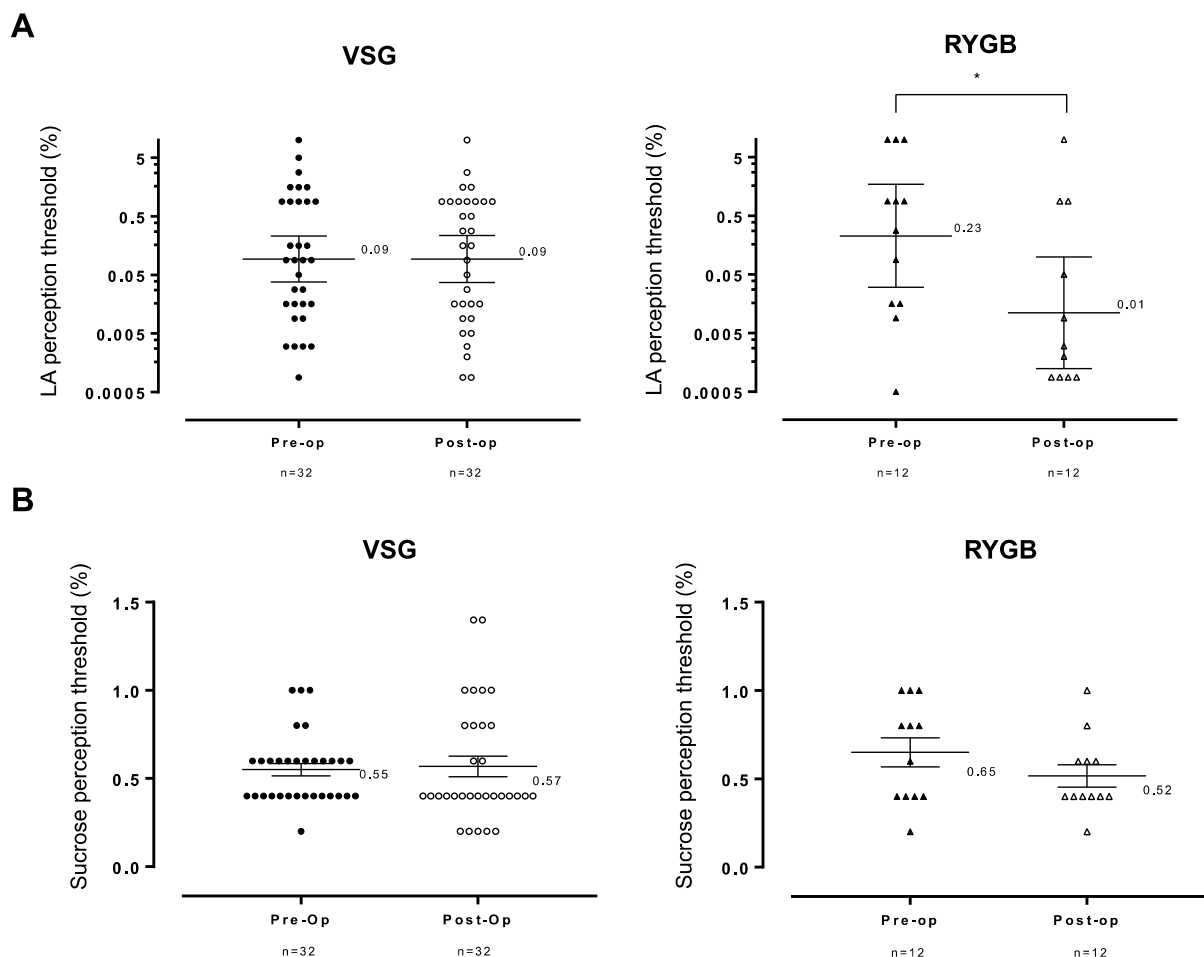 A
VSG
RYGB
*
LA perception threshold (%)
5
0.5
0.05
0.005
0.0005
0.09
0.09
Pre-op
Post-op
n=32
n=32
LA perception threshold (%)
5
0.5
0.05
0.005
0.0005
0.23
0.01
Pre-op
Post-op
n=12
n=12
B
VSG
RYGB
Sucrose perception threshold (%)
1.5
1.0
0.5
0.0
0.55
0.57
Pre-Op
Post-Op
n=32
n=32
Sucrose perception threshold (%)
1.5
1.0
0.5
0.0
0.65
0.52
Pre-op
Post-op
n=12
n=12